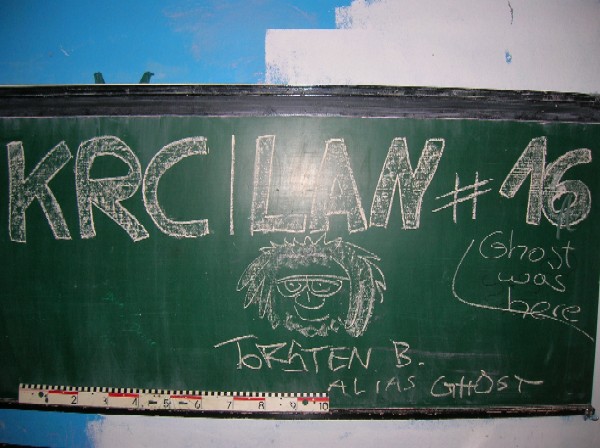 KRC|LAN #16
Ghost
was
here
TORSTEN B.
ALIAS GHOST
1 2 3 4 5 6 7 8 9 10